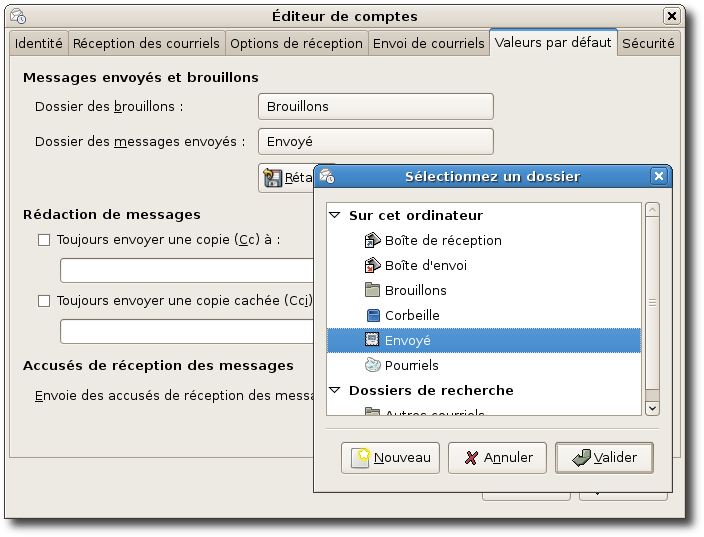 Éditeur de comptes
Identité Réception des courriels Options de réception Envoi de courriels Valeurs par défaut Sécurité
Messages envoyés et brouillons
Dossier des brouillons : Brouillons
Dossier des messages envoyés : Envoyé
Sélectionnez un dossier
Sur cet ordinateur
Boîte de réception
Boîte d'envoi
Brouillons
Corbeille
Envoyé
Pourriels
Dossiers de recherche
Autres courriels
Nouveau Annuler Valider
Rédaction de messages
Toujours envoyer une copie (Cc) à :
Toujours envoyer une copie cachée (Cci)
Accusés de réception des messages
Envoie des accusés de réception des